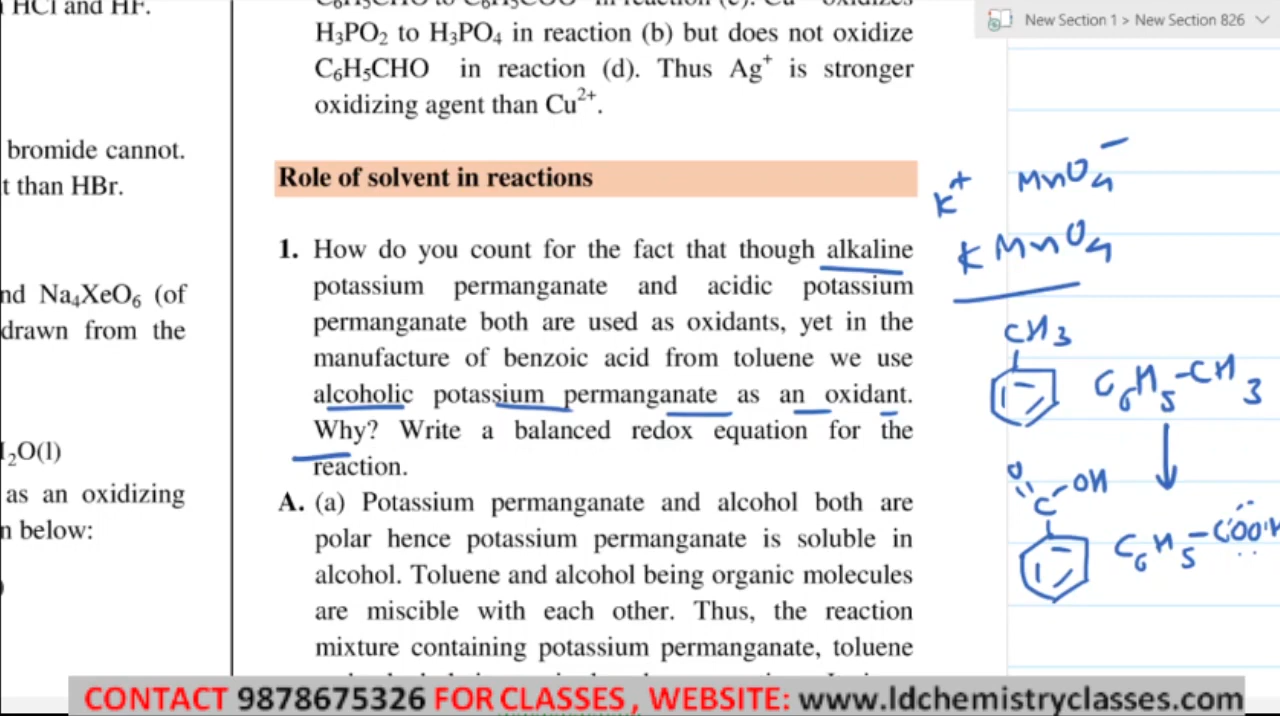 HCl and HF.
bromide cannot.
t than HBr.
nd Na₄XeO₆ (of
drawn from the
₂O(l)
as an oxidizing
n below:
H₃PO₂ to H₃PO₄ in reaction (b) but does not oxidize
C₆H₅CHO in reaction (d). Thus Ag⁺ is stronger
oxidizing agent than Cu²⁺.
Role of solvent in reactions
1. How do you count for the fact that though alkaline
potassium permanganate and acidic potassium
permanganate both are used as oxidants, yet in the
manufacture of benzoic acid from toluene we use
alcoholic potassium permanganate as an oxidant.
Why? Write a balanced redox equation for the
reaction.
A. (a) Potassium permanganate and alcohol both are
polar hence potassium permanganate is soluble in
alcohol. Toluene and alcohol being organic molecules
are miscible with each other. Thus, the reaction
mixture containing potassium permanganate, toluene
New Section 1 > New Section 826
K⁺ MnO₄⁻
KMnO₄
CH₃
C₆H₅-CH₃
O
C-OH
C₆H₅-COOH
CONTACT 9878675326 FOR CLASSES , WEBSITE: www.ldchemistryclasses.com